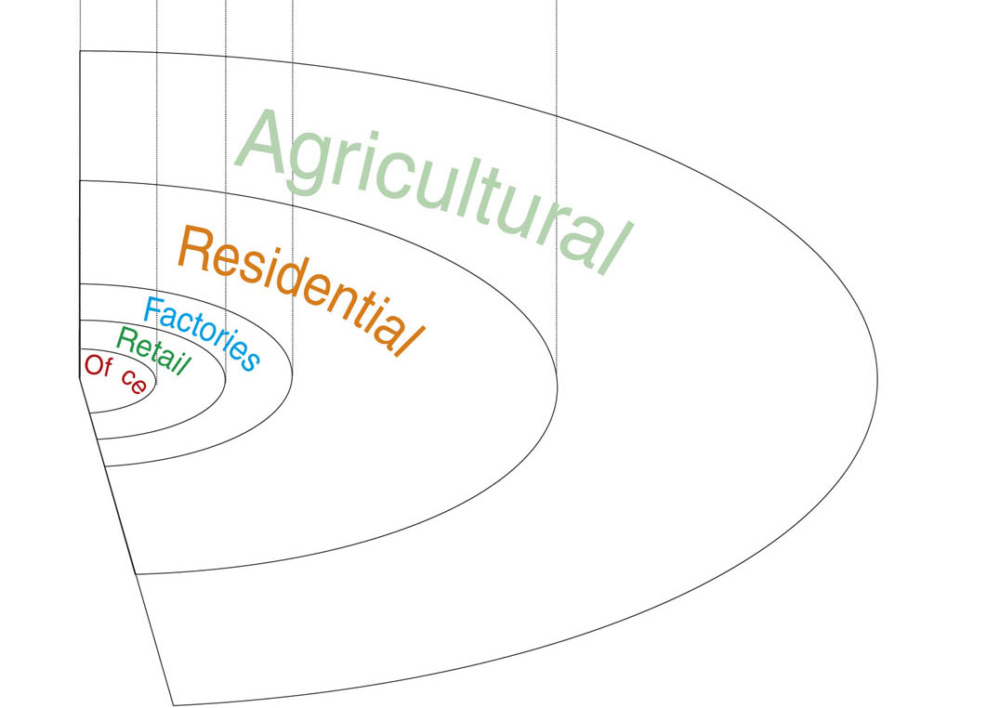 Agricultural
Residential
Factories
Retail
Of ce